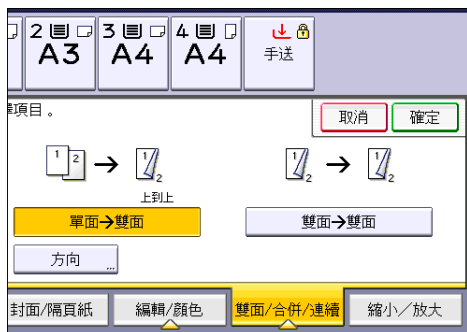 2 3 4
A3 A4 A4 手送
擇項目。
取消 確定
1 2 1 2 1 2 1 2
上到上
單面→雙面 雙面→雙面
方向...
封面/隔頁紙 編輯/顏色 雙面/合併/連續 縮小／放大